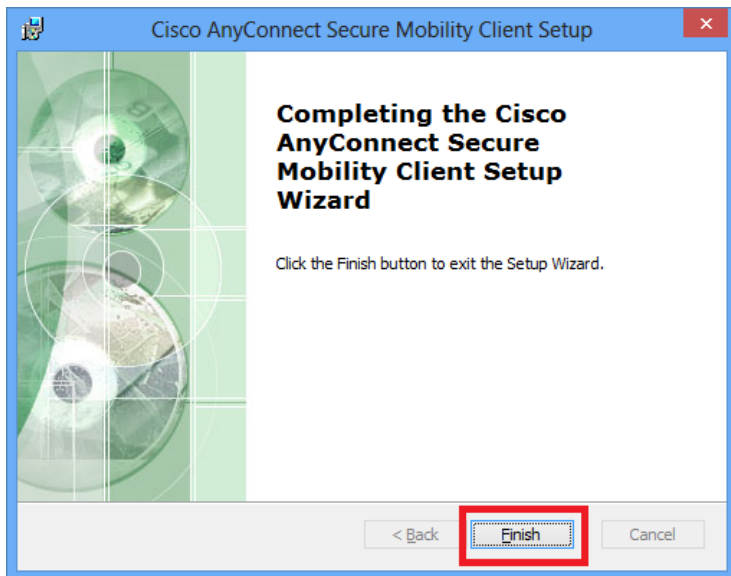 Cisco AnyConnect Secure Mobility Client Setup
Completing the Cisco
AnyConnect Secure
Mobility Client Setup
Wizard
Click the Finish button to exit the Setup Wizard.
< Back Finish Cancel